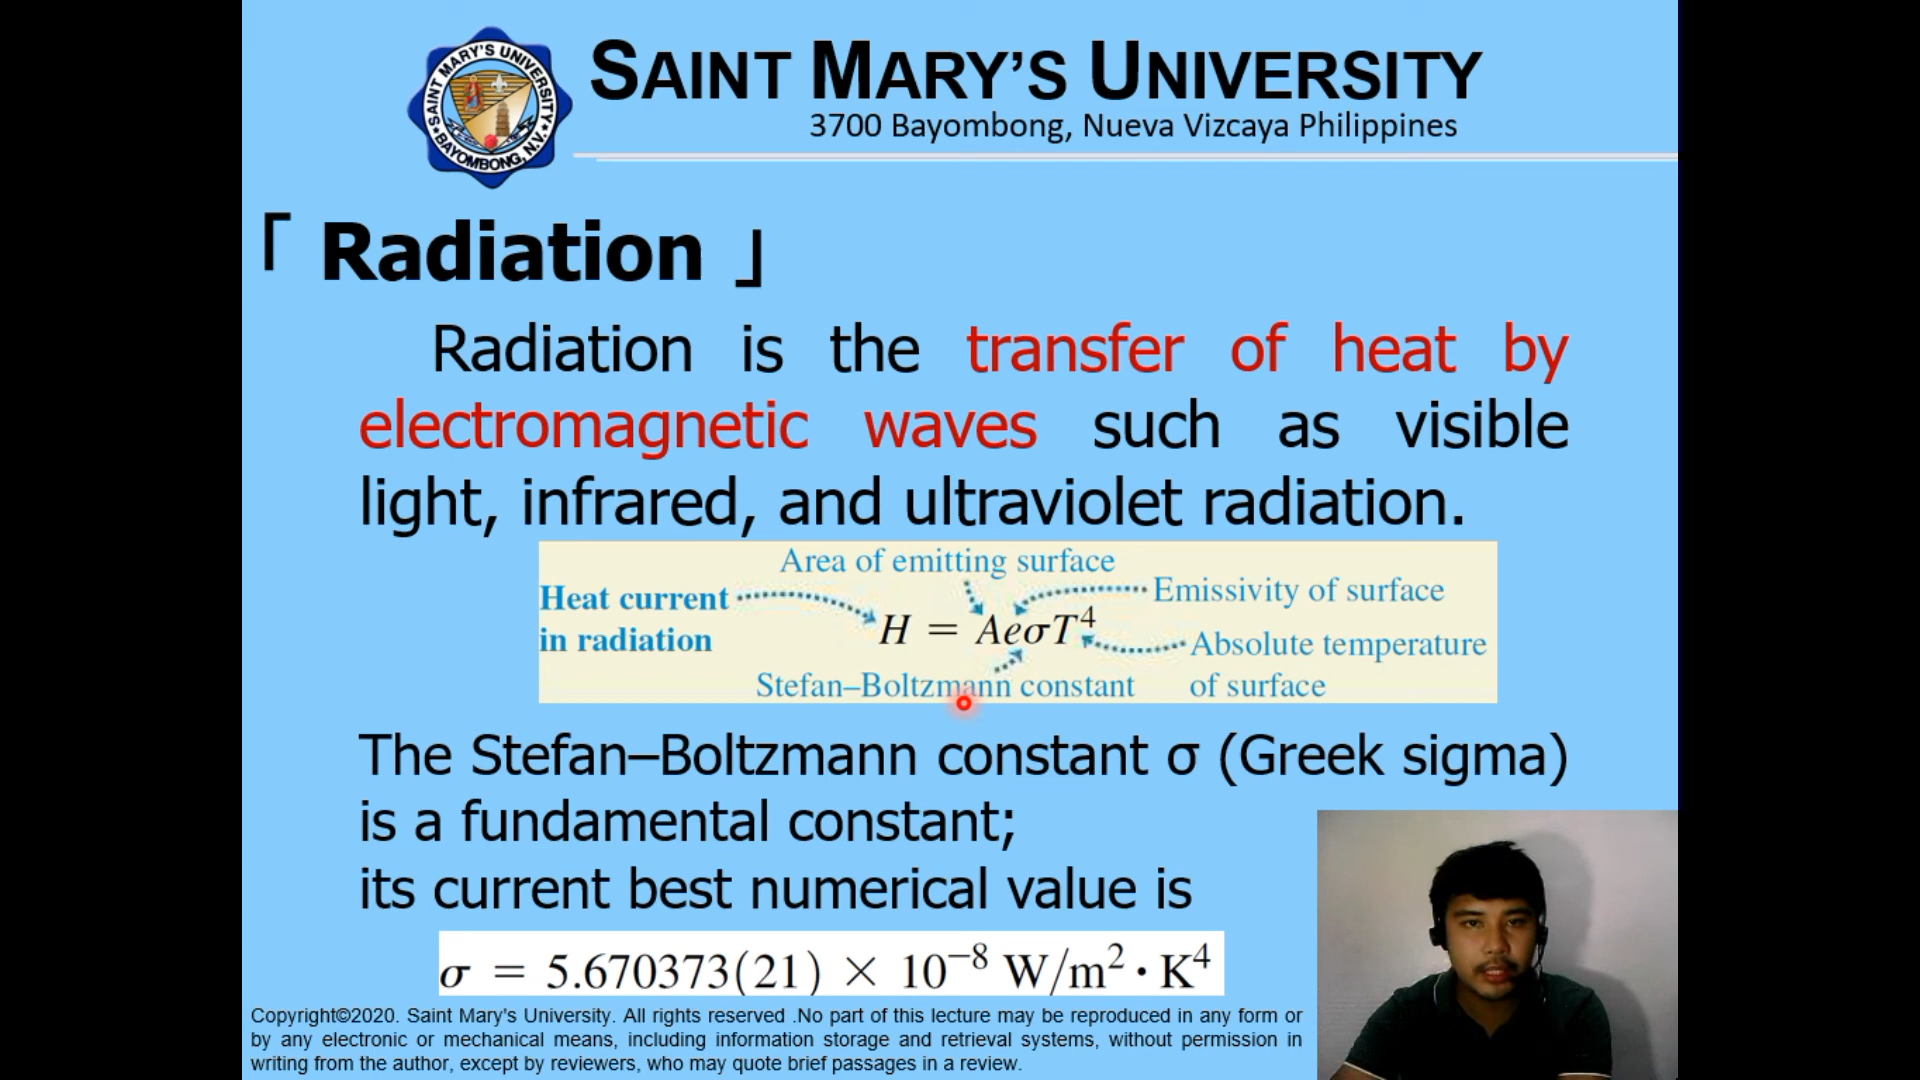 SAINT MARY'S UNIVERSITY
3700 Bayombong, Nueva Vizcaya Philippines
SAINT MARY'S UNIVERSITY
BAYOMBONG, N.V.
「 Radiation 」
Radiation is the transfer of heat by
electromagnetic waves such as visible
light, infrared, and ultraviolet radiation.
Area of emitting surface
Heat current
in radiation
Emissivity of surface
H = AeσT⁴
Absolute temperature
of surface
Stefan–Boltzmann constant
The Stefan–Boltzmann constant σ (Greek sigma)
is a fundamental constant;
its current best numerical value is
σ = 5.670373(21) × 10⁻⁸ W/m² · K⁴
Copyright©2020. Saint Mary's University. All rights reserved .No part of this lecture may be reproduced in any form or
by any electronic or mechanical means, including information storage and retrieval systems, without permission in
writing from the author, except by reviewers, who may quote brief passages in a review.